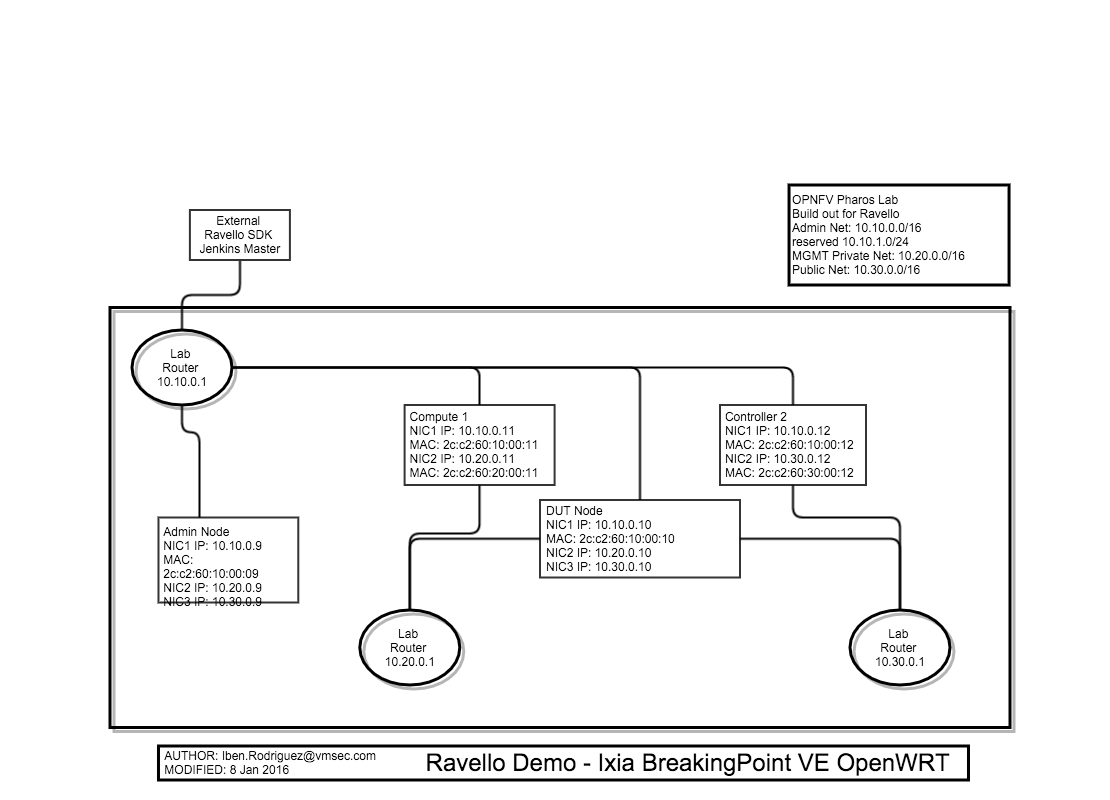 OPNFV Pharos Lab
Build out for Ravello
Admin Net: 10.10.0.0/16
reserved 10.10.1.0/24
MGMT Private Net: 10.20.0.0/16
Public Net: 10.30.0.0/16
External
Ravello SDK
Jenkins Master
Lab
Router
10.10.0.1
Compute 1
NIC1 IP: 10.10.0.11
MAC: 2c:c2:60:10:00:11
NIC2 IP: 10.20.0.11
MAC: 2c:c2:60:20:00:11
Controller 2
NIC1 IP: 10.10.0.12
MAC: 2c:c2:60:10:00:12
NIC2 IP: 10.30.0.12
MAC: 2c:c2:60:30:00:12
DUT Node
NIC1 IP: 10.10.0.10
MAC: 2c:c2:60:10:00:10
NIC2 IP: 10.20.0.10
NIC3 IP: 10.30.0.10
Admin Node
NIC1 IP: 10.10.0.9
MAC:
2c:c2:60:10:00:09
NIC2 IP: 10.20.0.9
NIC3 IP: 10.30.0.9
Lab
Router
10.20.0.1
Lab
Router
10.30.0.1
AUTHOR: Iben.Rodriguez@vmsec.com
MODIFIED: 8 Jan 2016
Ravello Demo - Ixia BreakingPoint VE OpenWRT